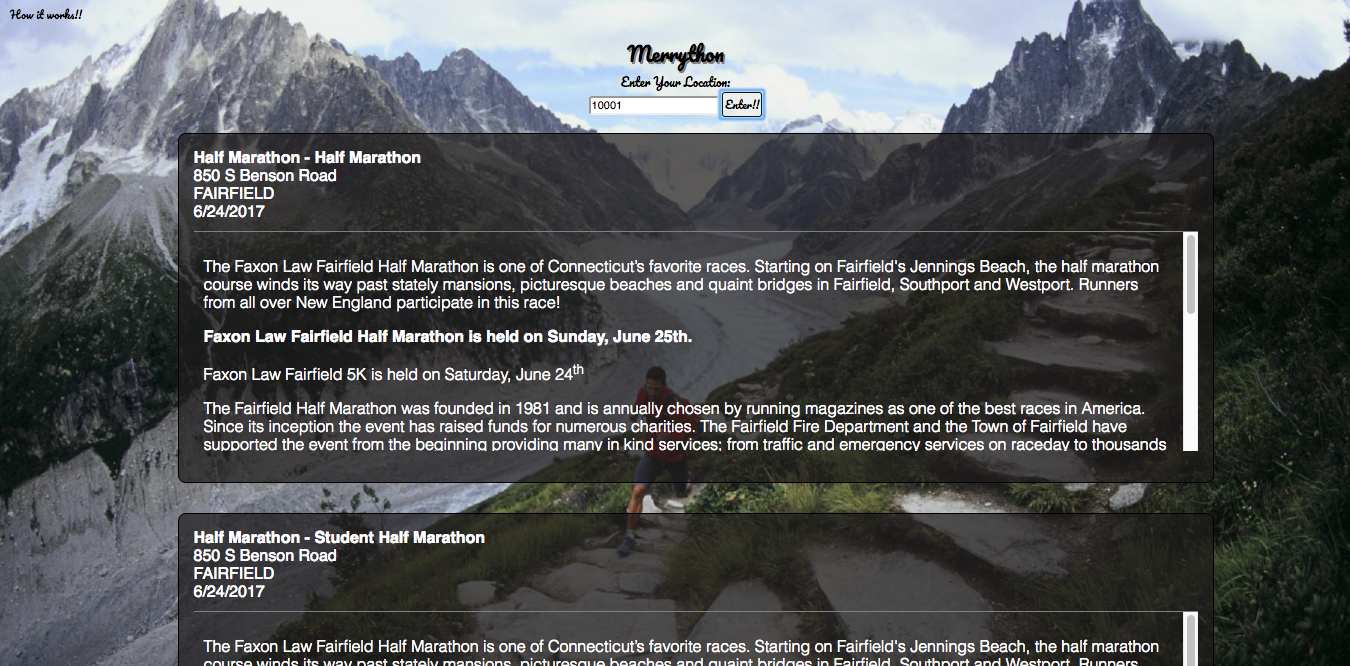 How it works!!
Merrython
Enter Your Location:
10001 Enter!!
Half Marathon - Half Marathon
850 S Benson Road
FAIRFIELD
6/24/2017
The Faxon Law Fairfield Half Marathon is one of Connecticut's favorite races. Starting on Fairfield's Jennings Beach, the half marathon
course winds its way past stately mansions, picturesque beaches and quaint bridges in Fairfield, Southport and Westport. Runners
from all over New England participate in this race!
Faxon Law Fairfield Half Marathon is held on Sunday, June 25th.
Faxon Law Fairfield 5K is held on Saturday, June 24th
The Fairfield Half Marathon was founded in 1981 and is annually chosen by running magazines as one of the best races in America.
Since its inception the event has raised funds for numerous charities. The Fairfield Fire Department and the Town of Fairfield have
supported the event from the beginning providing many in kind services; from traffic and emergency services on raceday to thousands
Half Marathon - Student Half Marathon
850 S Benson Road
FAIRFIELD
6/24/2017
The Faxon Law Fairfield Half Marathon is one of Connecticut's favorite races. Starting on Fairfield's Jennings Beach, the half marathon
course winds its way past stately mansions, picturesque beaches and quaint bridges in Fairfield, Southport and Westport. Runners